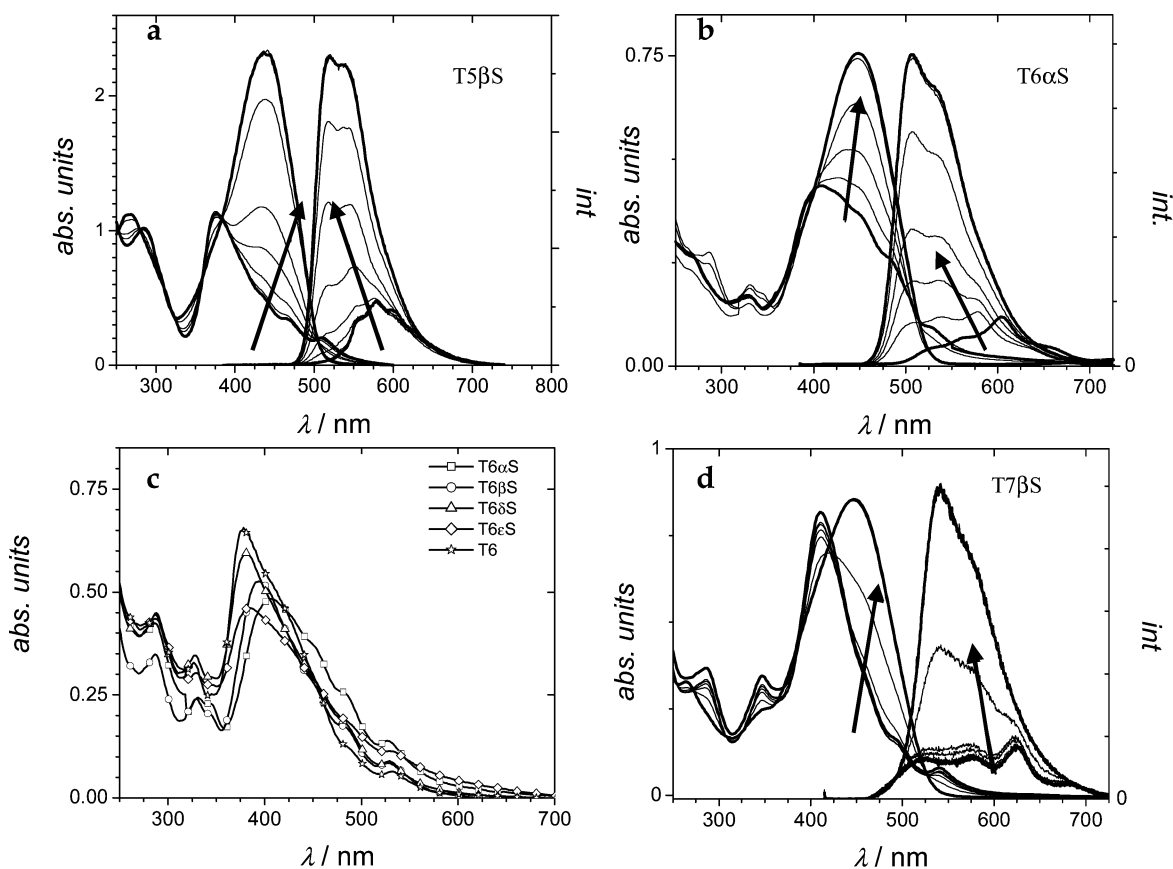 a
T5βS
2
1
0
abs. units
int
300 400 500 600 700 800
λ / nm
b
T6αS
0.75
0.00
abs. units
int.
0
300 400 500 600 700
λ / nm
c
T6αS
T6βS
T6δS
T6εS
T6
0.75
0.50
0.25
0.00
abs. units
300 400 500 600 700
λ / nm
d
T7βS
1
0
abs. units
int
0
300 400 500 600 700
λ / nm